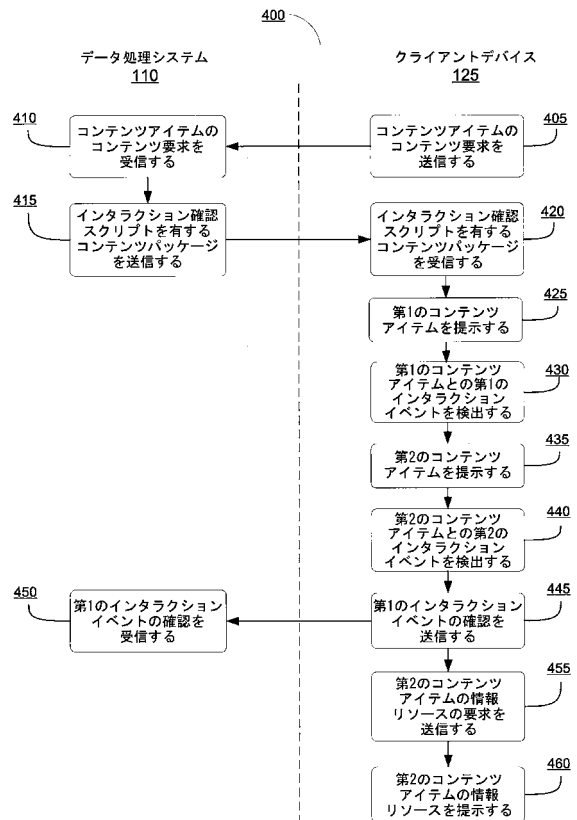 400
データ処理システム
110
クライアントデバイス
125
410
コンテンツアイテムの
コンテンツ要求を
受信する
コンテンツアイテムの
コンテンツ要求を
送信する
405
415
インタラクション確認
スクリプトを有する
コンテンツパッケージ
を送信する
インタラクション確認
スクリプトを有する
コンテンツパッケージ
を受信する
420
第1のコンテンツ
アイテムを提示する
425
第1のコンテンツ
アイテムとの第1の
インタラクション
イベントを検出する
430
第2のコンテンツ
アイテムを提示する
435
第2のコンテンツ
アイテムとの第2の
インタラクション
イベントを検出する
440
450
第1のインタラクション
イベントの確認を
受信する
第1のインタラクション
イベントの確認を
送信する
445
第2のコンテンツ
アイテムの情報
リソースの要求を
送信する
455
第2のコンテンツ
アイテムの情報
リソースを提示する
460